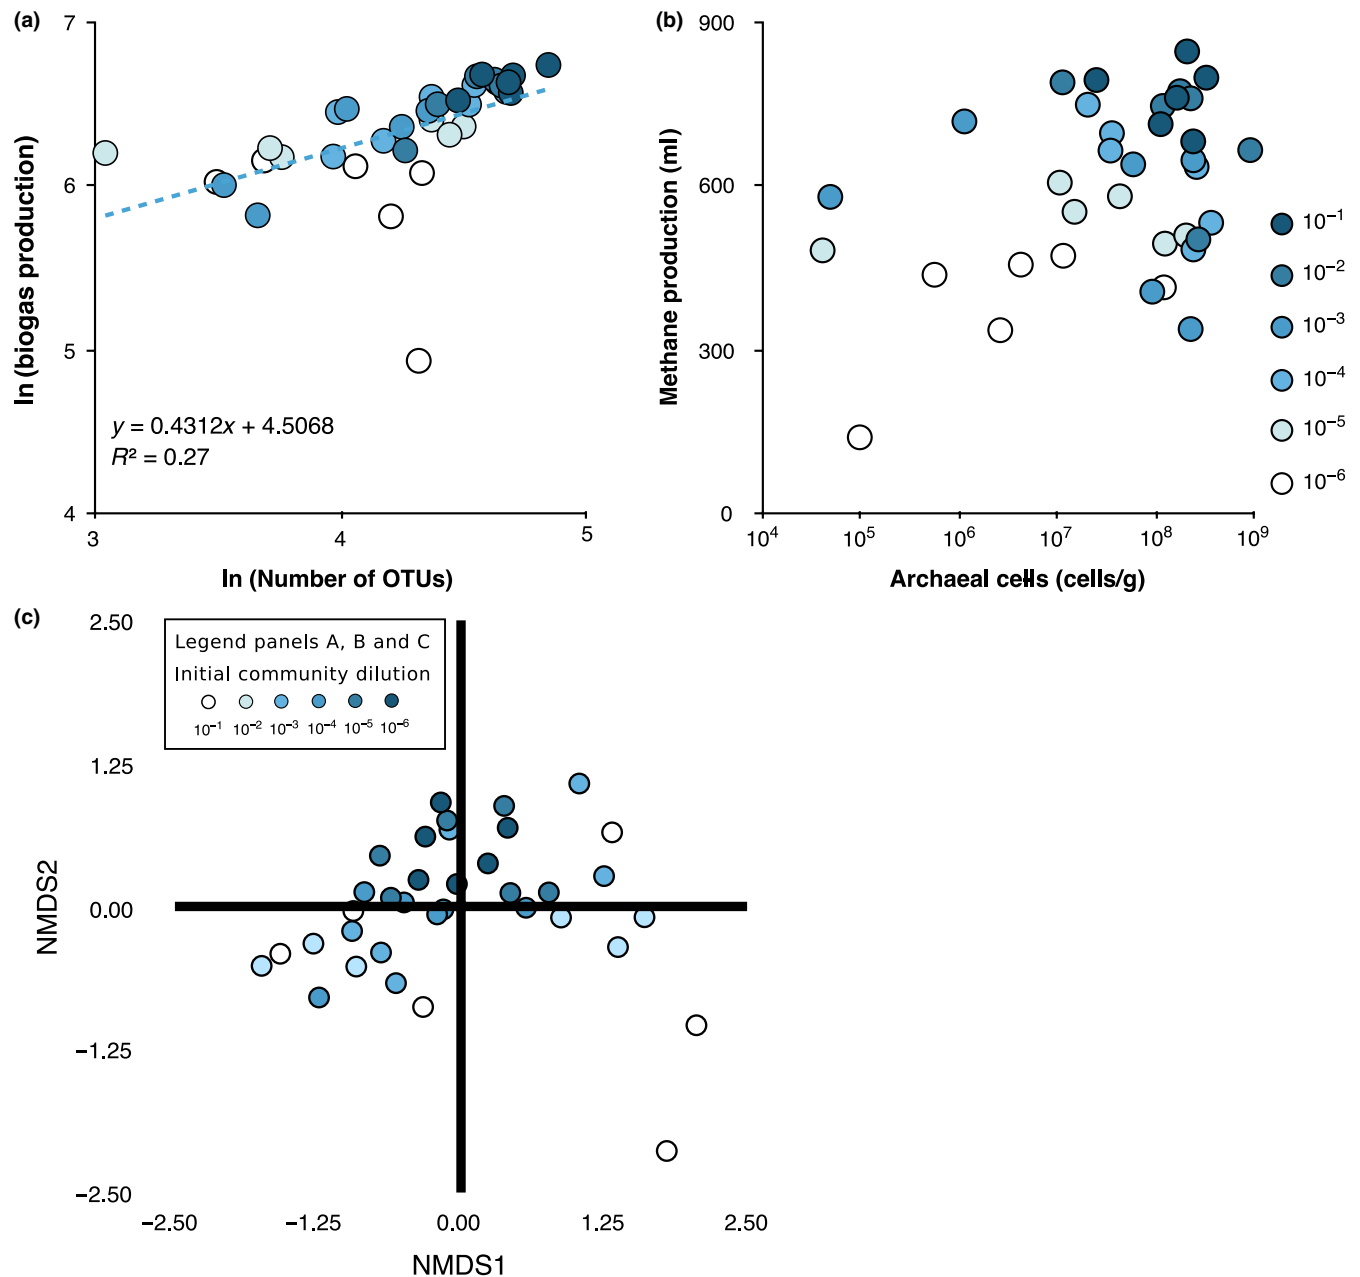 (a)
7
6
5
4
3
4
5
ln (biogas production)
ln (Number of OTUs)
y = 0.4312x + 4.5068
R² = 0.27
(b)
900
600
300
0
10⁴
10⁵
10⁶
10⁷
10⁸
10⁹
Methane production (ml)
Archaeal cells (cells/g)
10⁻¹
10⁻²
10⁻³
10⁻⁴
10⁻⁵
10⁻⁶
(c)
Legend panels A, B and C
Initial community dilution
10⁻¹ 10⁻² 10⁻³ 10⁻⁴ 10⁻⁵ 10⁻⁶
2.50
1.25
0.00
−1.25
−2.50
NMDS2
−2.50
−1.25
0.00
1.25
2.50
NMDS1